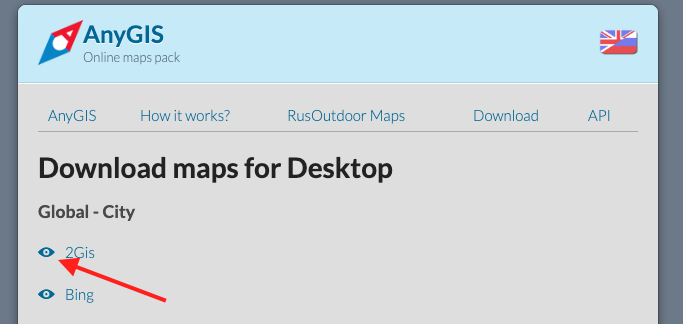 AnyGIS
Online maps pack
AnyGIS How it works? RusOutdoor Maps Download API
Download maps for Desktop
Global - City
2Gis
Bing